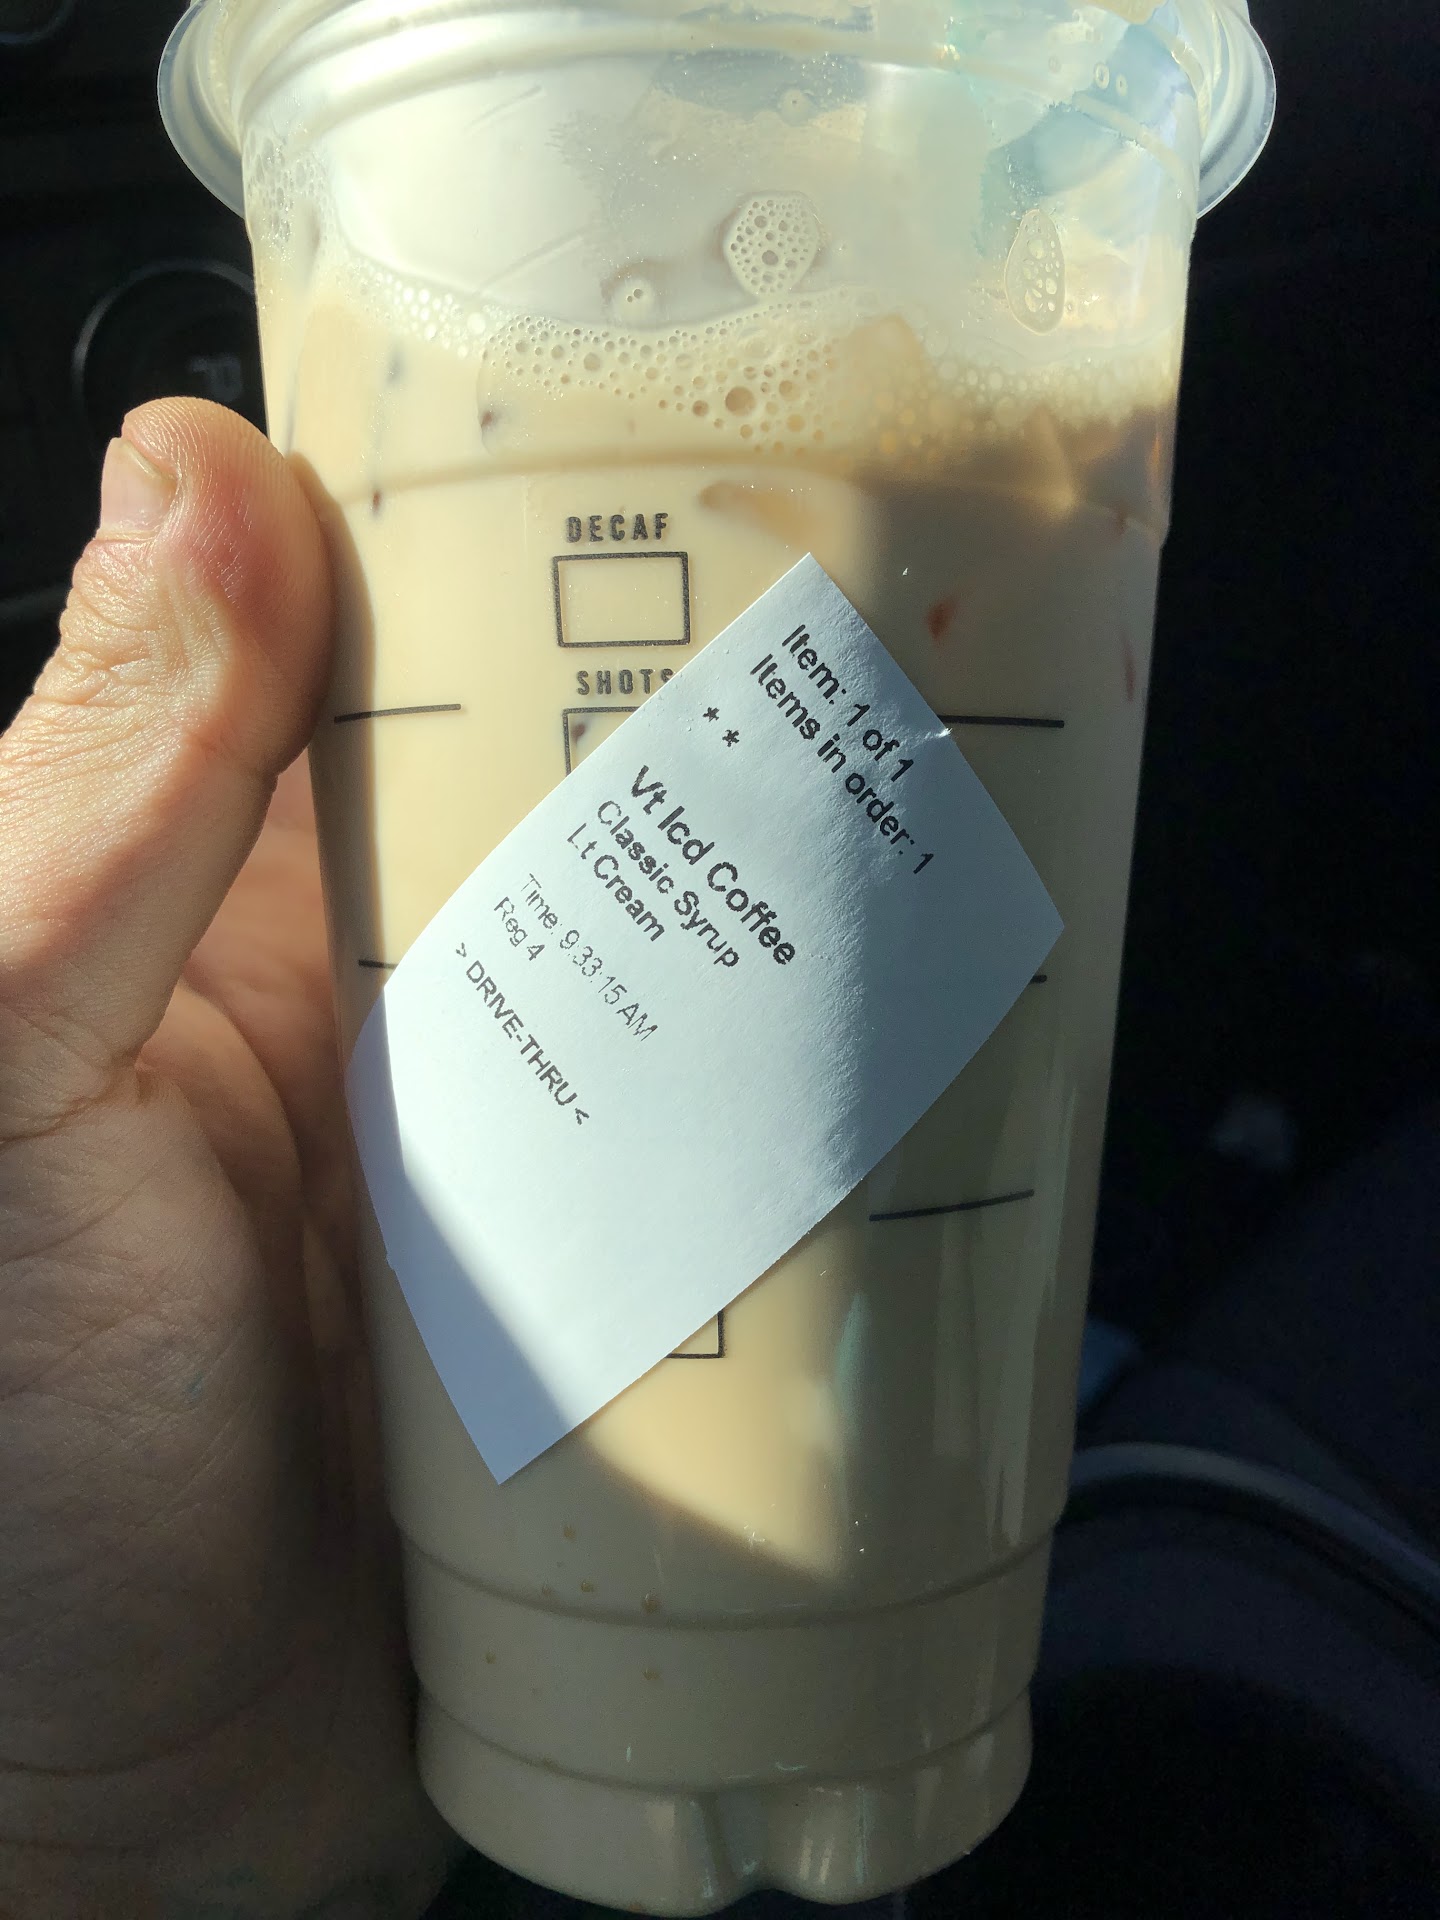 DECAF
SHOTS
Item: 1 of 1
Items in order: 1
* *
Vt Icd Coffee
Classic Syrup
Lt Cream
Time: 9:33:15 AM
Reg 4
> DRIVE-THRU <